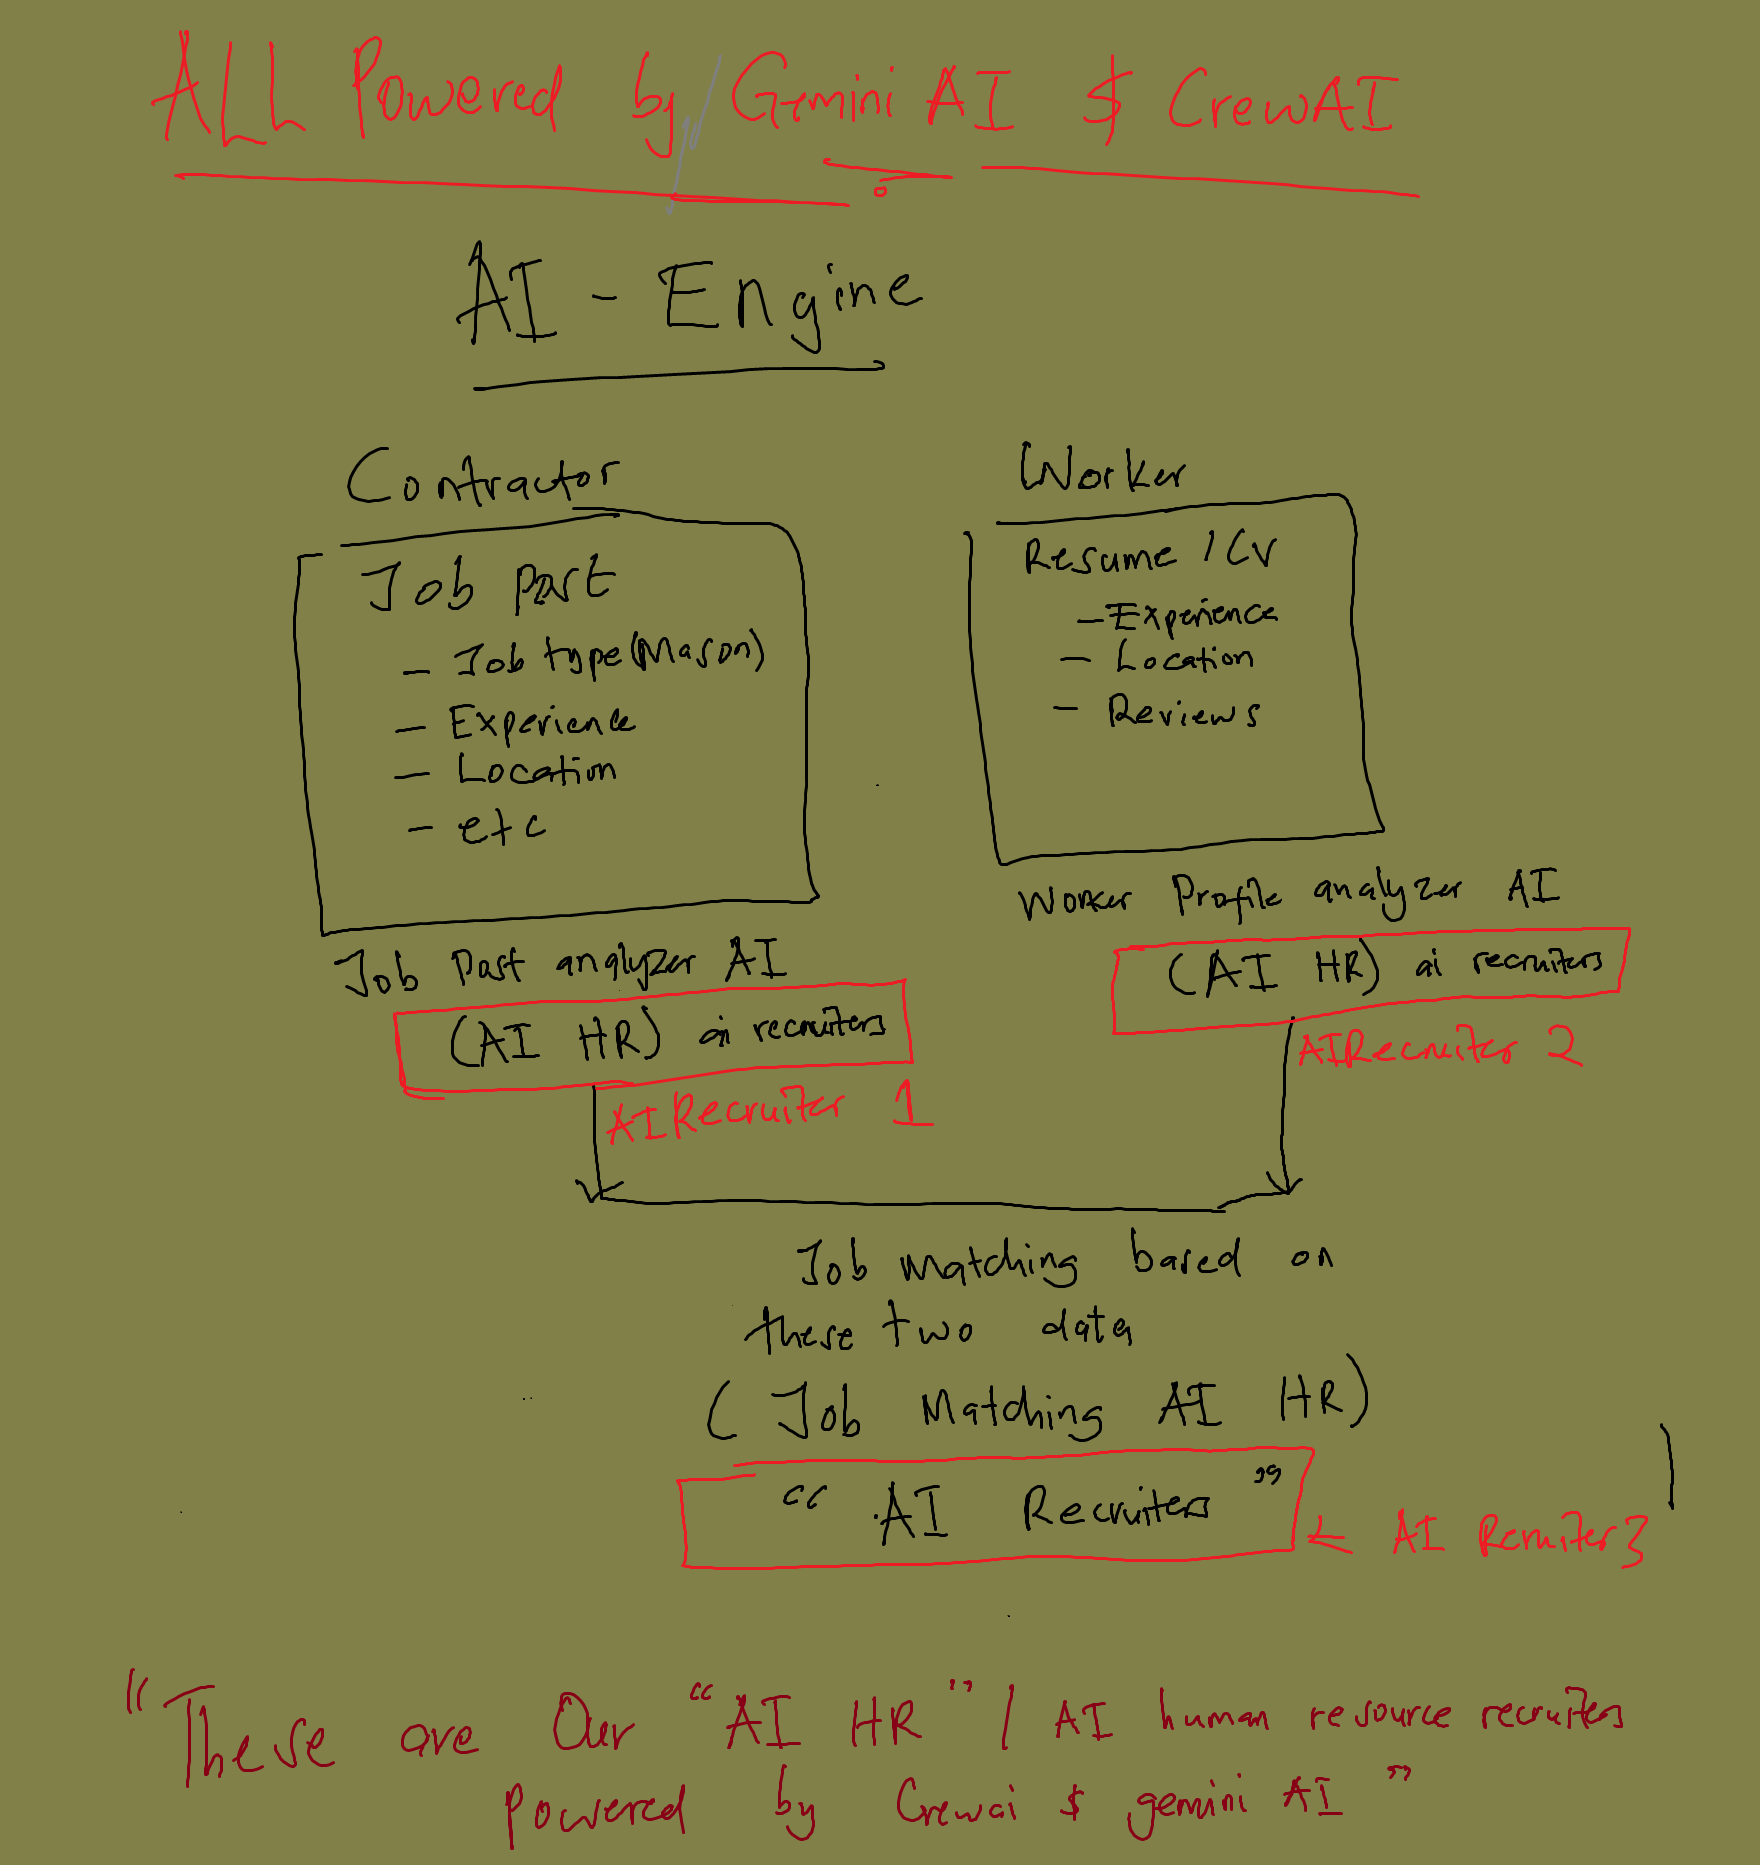 ALL Powered by Gemini AI $ CrewAI
AI - Engine
Contractor
Job Post
- Job type (Mason)
- Experience
- Location
- etc
Job Post analyzer AI
(AI HR) ai recruiters
AI Recruiter 1
Worker
Resume / CV
- Experience
- Location
- Reviews
Worker Profile analyzer AI
(AI HR) ai recruiters
AI Recruiter 2
Job Matching based on
these two data
( Job Matching AI HR)
“ AI Recruiters ”
← AI Recruiter 3
“These are Our “AI HR” / AI human resource recruiters
powered by Crewai $ gemini AI ”